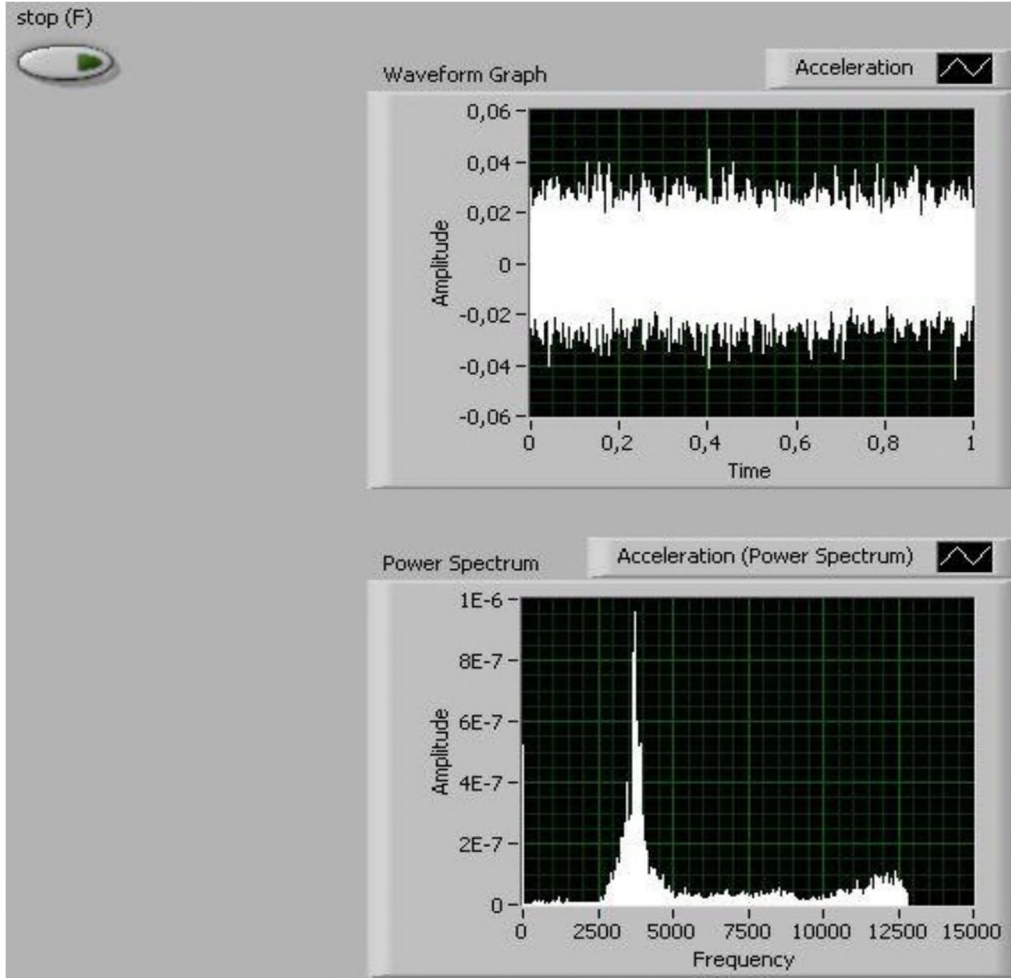 stop (F)
Waveform Graph
Acceleration
0,06
0,04
0,02
0
-0,02
-0,04
-0,06
Amplitude
0 0,2 0,4 0,6 0,8 1
Time
Power Spectrum
Acceleration (Power Spectrum)
1E-6
8E-7
6E-7
4E-7
2E-7
0
Amplitude
0 2500 5000 7500 10000 12500 15000
Frequency